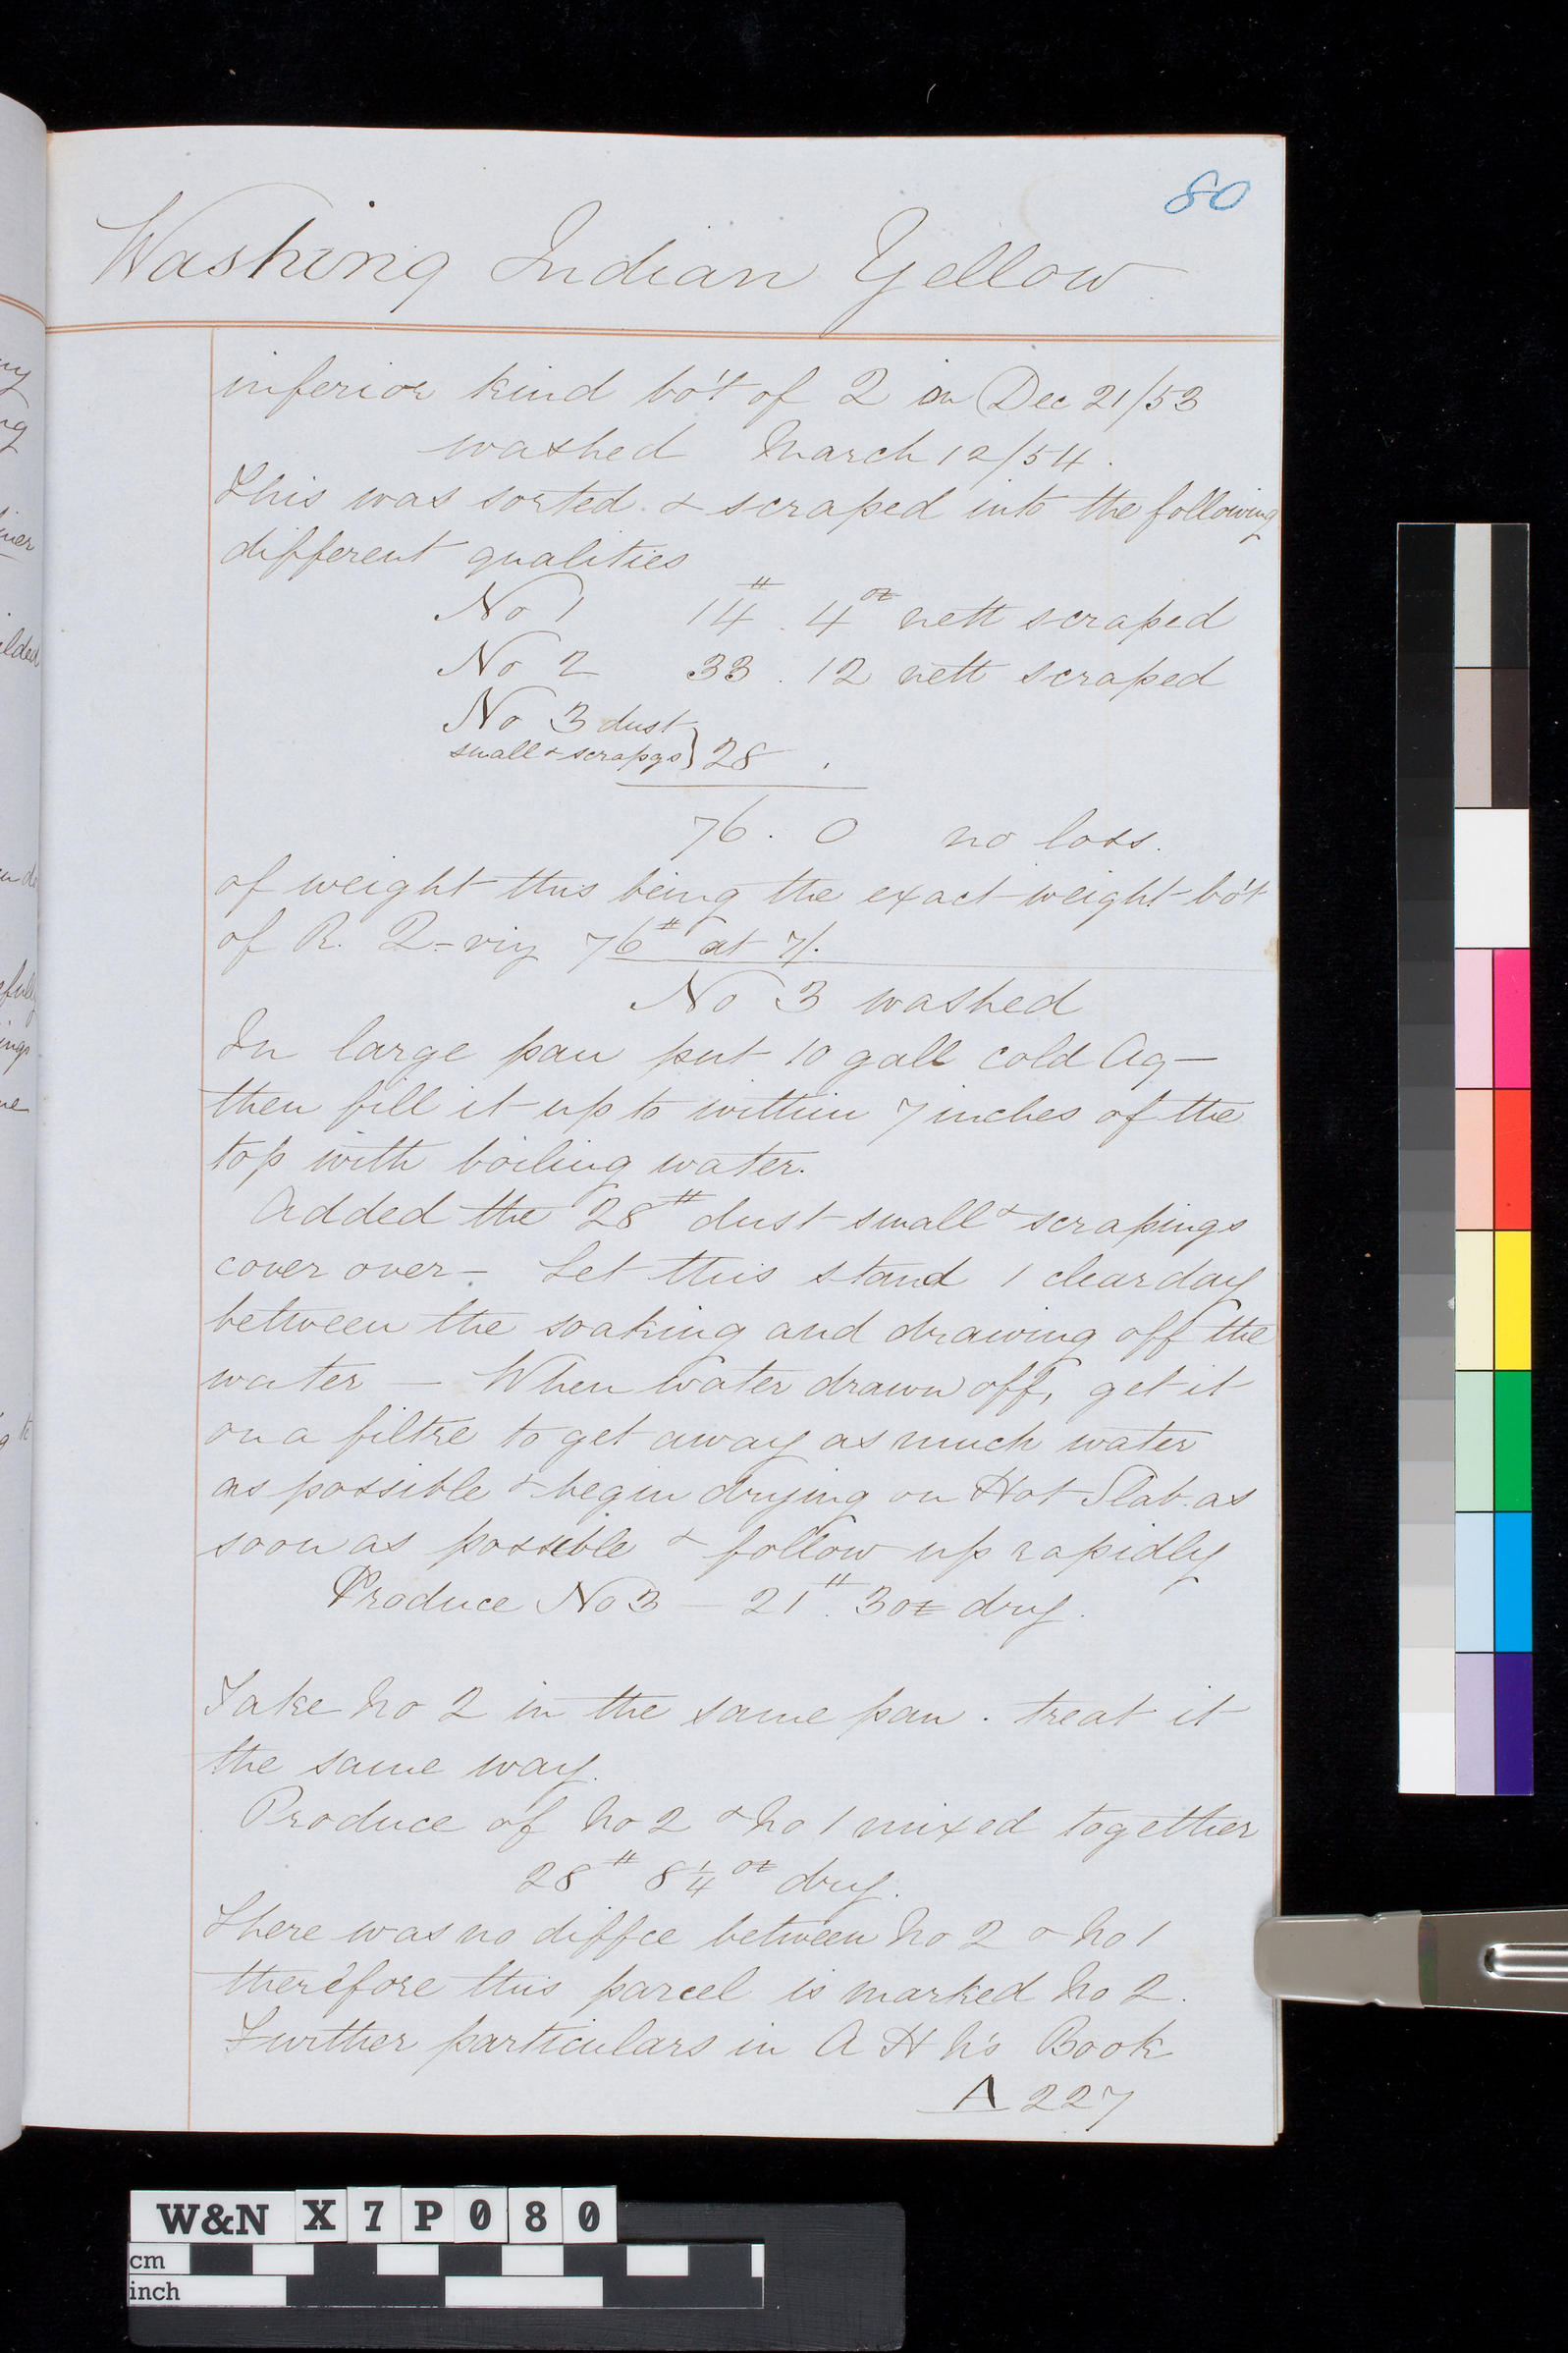 80
Washing Indian Yellow
inferior kind bo't of Q on Dec 21/53
washed March 12/54.
This was sorted & scraped into the following
different qualities
No 1 14 lb. 4 oz nett scraped
No 2 33 . 12 nett scraped
No 3 dust
small & scrapgs } 28 .
76 . 0 no loss.
of weight this being the exact weight bo't
of R. Q - viz 76 lb at 7/.
No 3 washed
In large pan put 10 gall cold Aq -
then fill it up to within 7 inches of the
top with boiling water.
Added the 28 lb dust small & scrapings
cover over - Let this stand 1 clear day
between the soaking and drawing off the
water - When water drawn off, get it
on a filtre to get away as much water
as possible & begin drying on Hot Slab as
soon as possible & follow up rapidly
Produce No 3 - 21 lb. 3 oz dry.
Take No 2 in the same pan. treat it
the same way.
Produce of No 2 & No 1 mixed together
28 lb 8 1/4 oz dry.
There was no diffce between No 2 & No 1
therefore this parcel is marked No 2.
Further particulars in A H N's Book
A 227
W&N X7P080
cm
inch